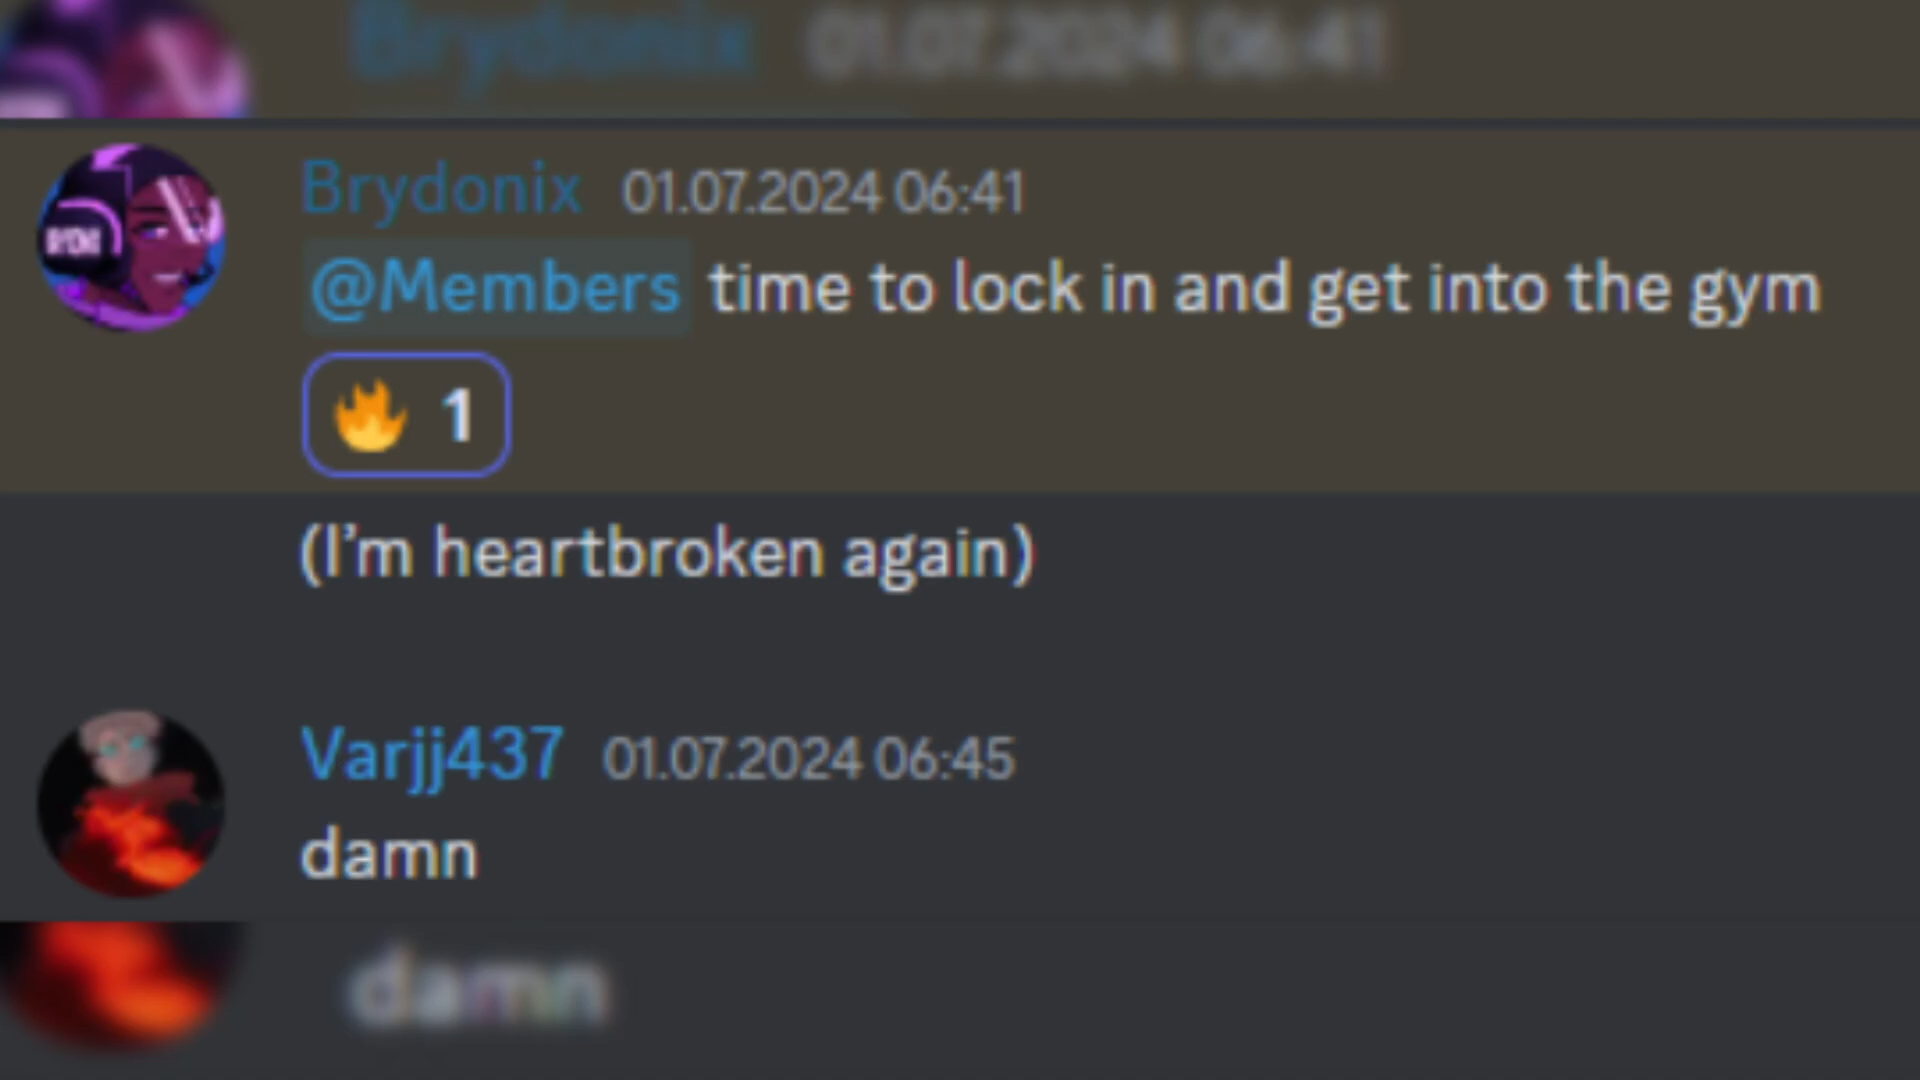 Brydonix 01.07.2024 06:41
Brydonix 01.07.2024 06:41
@Members time to lock in and get into the gym
🔥 1
(I'm heartbroken again)
Varjj437 01.07.2024 06:45
damn
damn